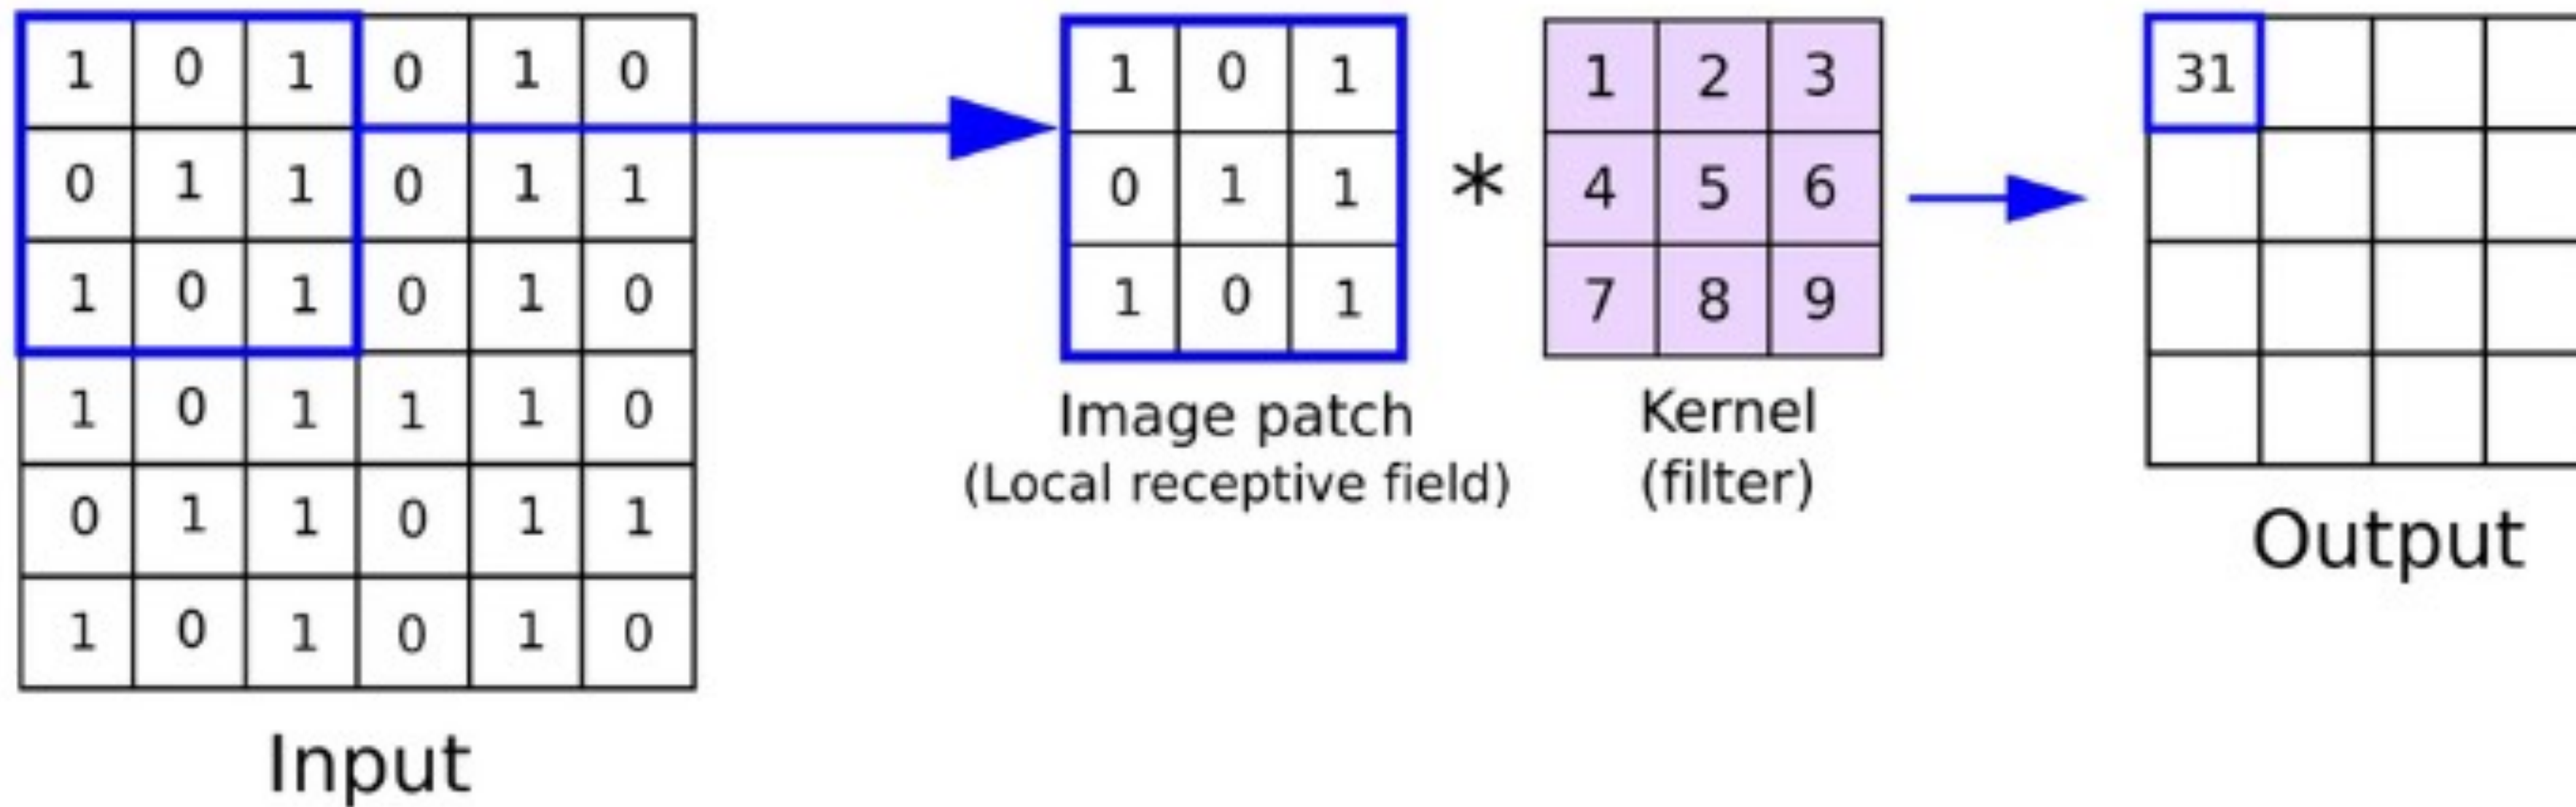 1 0 1 0 1 0
0 1 1 0 1 1
1 0 1 0 1 0
1 0 1 1 1 0
0 1 1 0 1 1
1 0 1 0 1 0
Input
1 0 1
0 1 1
1 0 1
Image patch
(Local receptive field)
*
1 2 3
4 5 6
7 8 9
Kernel
(filter)
31
Output